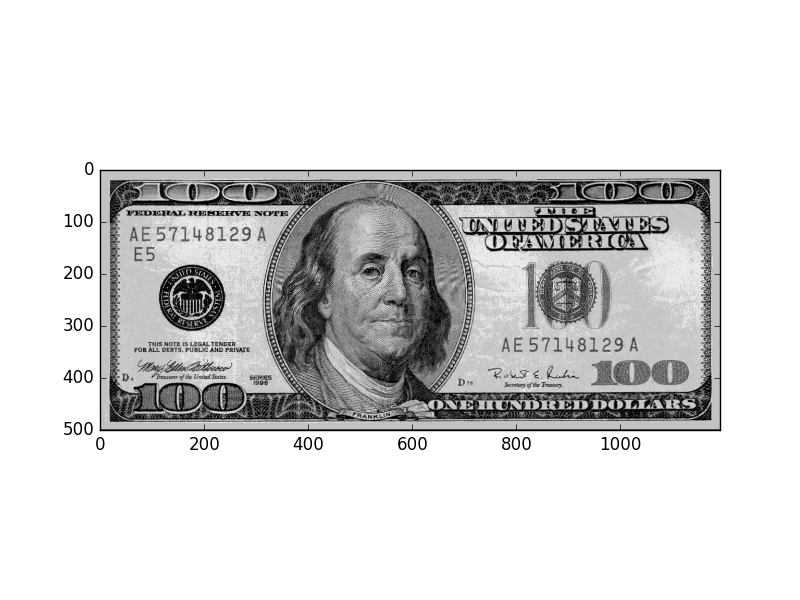 0
100
200
300
400
500
0 200 400 600 800 1000
100 100
FEDERAL RESERVE NOTE
THE
UNITED STATES
OF AMERICA
AE 57148129 A
E5
100
THIS NOTE IS LEGAL TENDER
FOR ALL DEBTS, PUBLIC AND PRIVATE
AE 57148129 A
Treasurer of the United States.
SERIES
1996
Robert E. Rubin
Secretary of the Treasury.
100
100
FRANKLIN
ONE HUNDRED DOLLARS